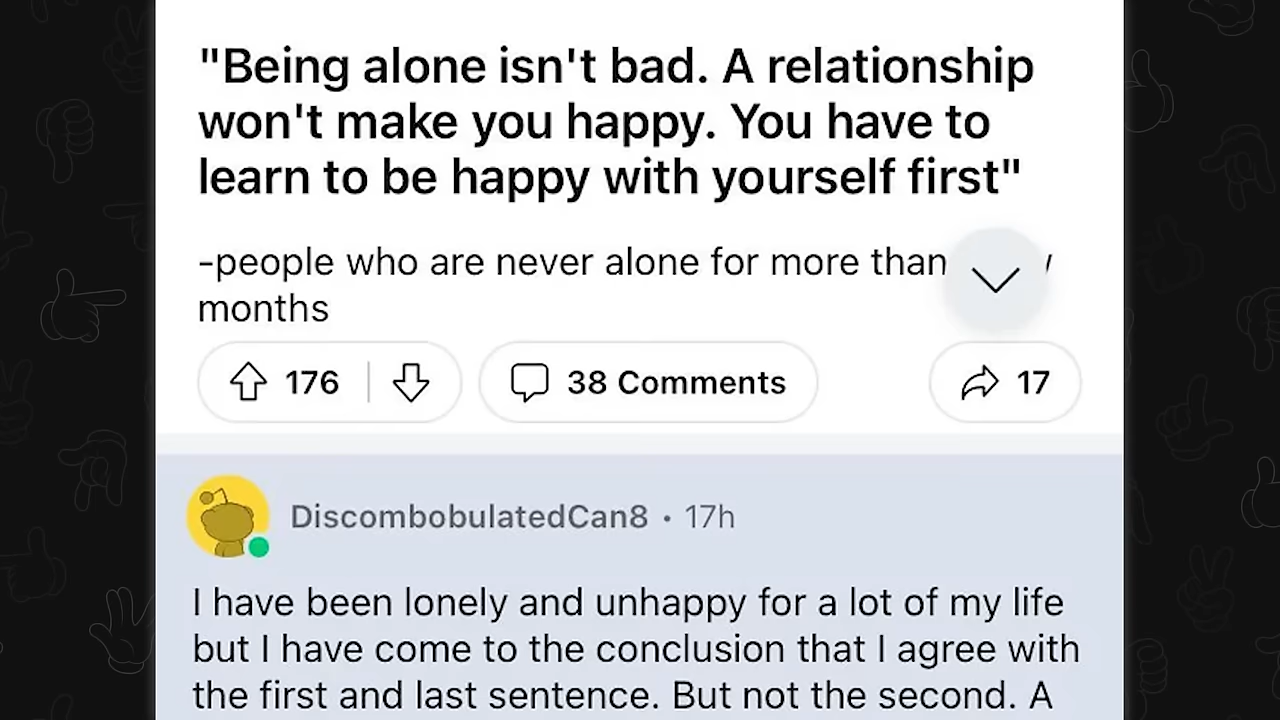 "Being alone isn't bad. A relationship
won't make you happy. You have to
learn to be happy with yourself first"
-people who are never alone for more than
months
176
38 Comments
17
DiscombobulatedCan8 • 17h
I have been lonely and unhappy for a lot of my life
but I have come to the conclusion that I agree with
the first and last sentence. But not the second. A